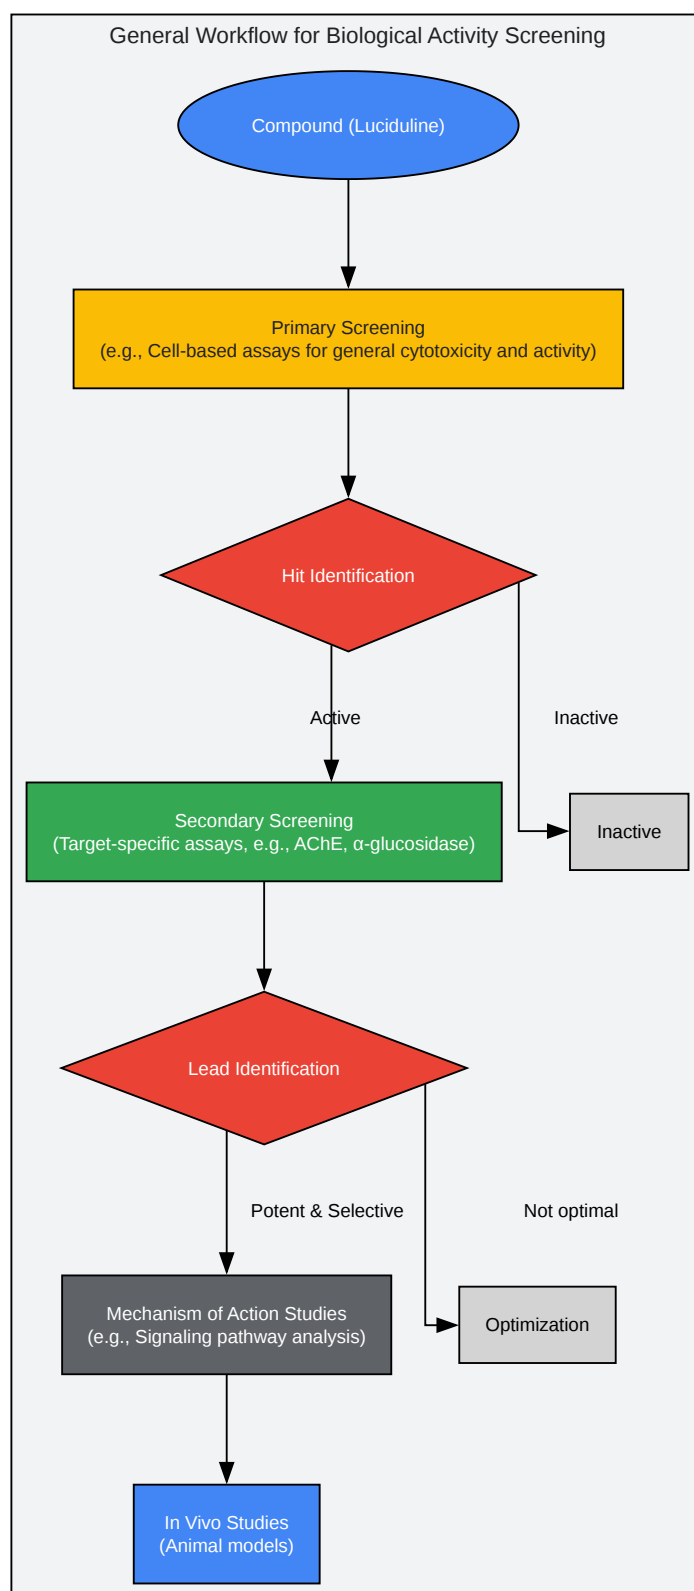 General Workflow for Biological Activity Screening
Compound (Luciduline)
Primary Screening
(e.g., Cell-based assays for general cytotoxicity and activity)
Hit Identification
Active
Inactive
Secondary Screening
(Target-specific assays, e.g., AChE, α-glucosidase)
Inactive
Lead Identification
Potent & Selective
Not optimal
Mechanism of Action Studies
(e.g., Signaling pathway analysis)
Optimization
In Vivo Studies
(Animal models)